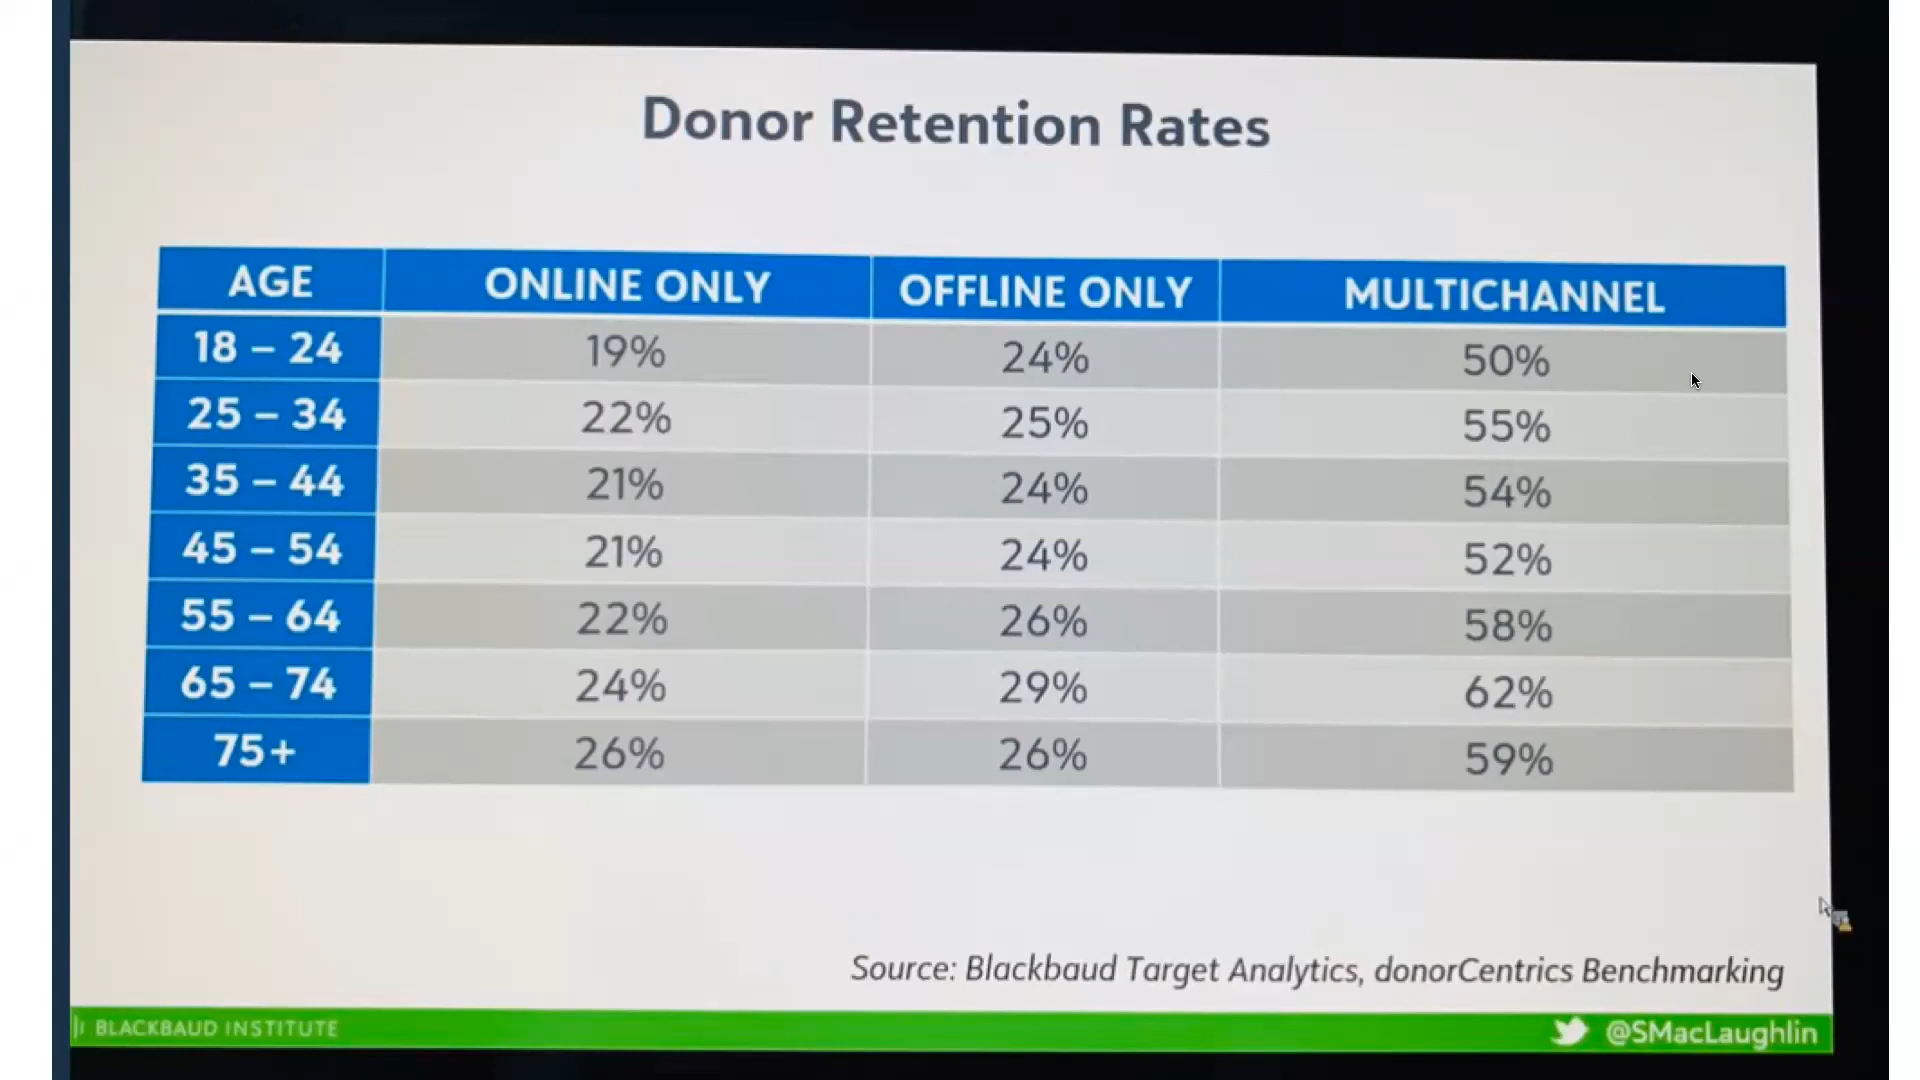 Donor Retention Rates
AGE ONLINE ONLY OFFLINE ONLY MULTICHANNEL
18 – 24 19% 24% 50%
25 – 34 22% 25% 55%
35 – 44 21% 24% 54%
45 – 54 21% 24% 52%
55 – 64 22% 26% 58%
65 – 74 24% 29% 62%
75+ 26% 26% 59%
Source: Blackbaud Target Analytics, donorCentrics Benchmarking
BLACKBAUD INSTITUTE @SMacLaughlin